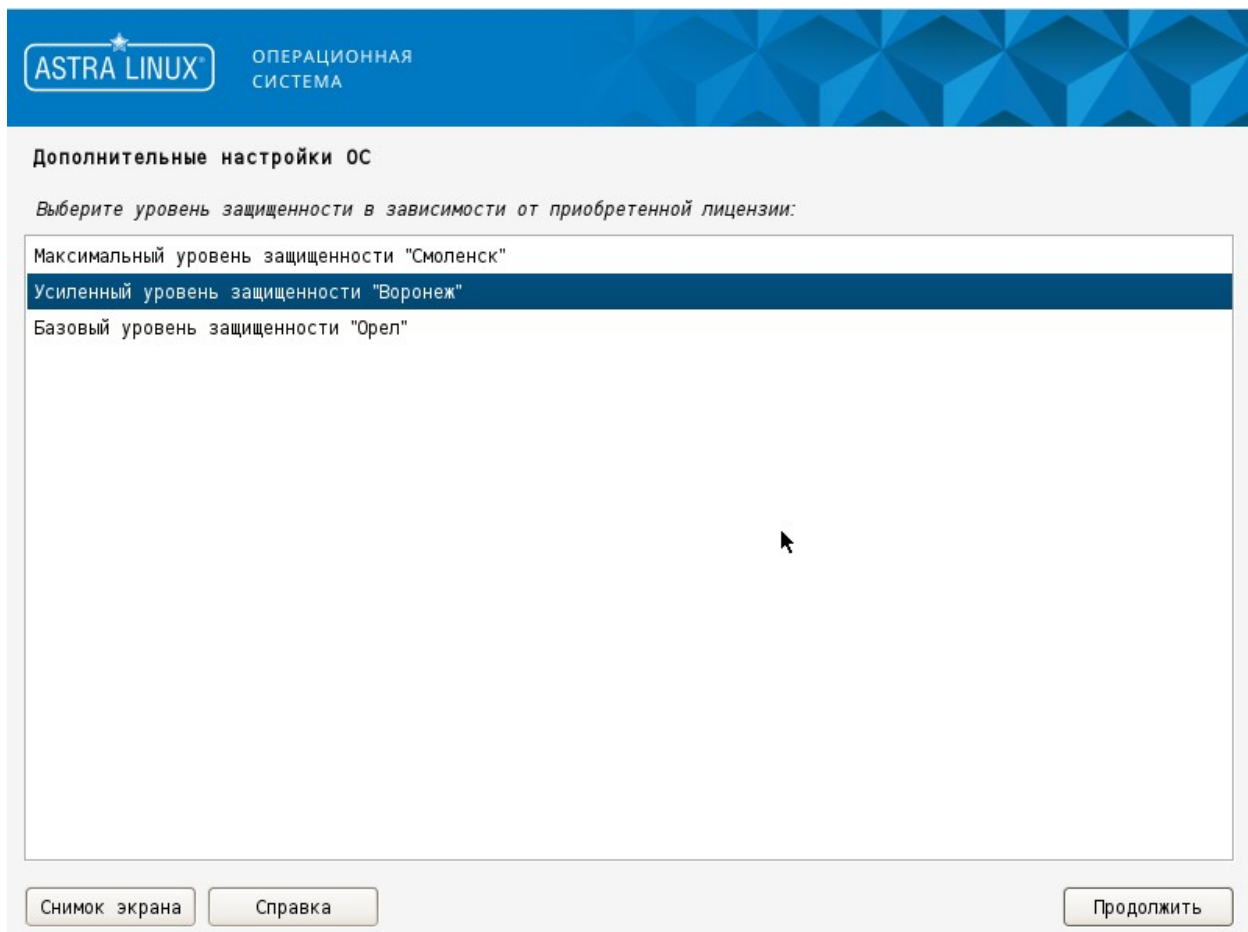 ASTRA LINUX®
ОПЕРАЦИОННАЯ
СИСТЕМА
Дополнительные настройки ОС
Выберите уровень защищенности в зависимости от приобретенной лицензии:
Максимальный уровень защищенности "Смоленск"
Усиленный уровень защищенности "Воронеж"
Базовый уровень защищенности "Орел"
Снимок экрана
Справка
Продолжить